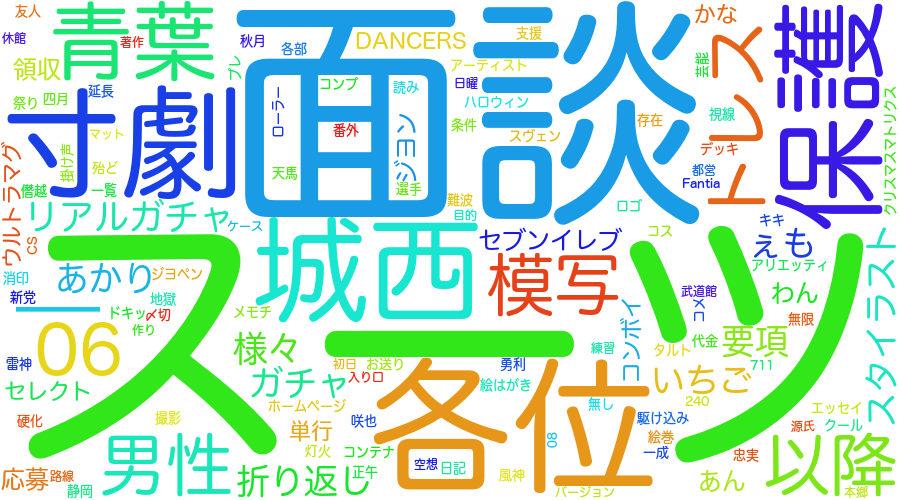 友人
休館
青葉
著作
秋月
各部
DANCERS
支援
かな
芸能
ス
保護
領収
ブレ
アーティスト
祭り
四月
延長
寸劇
面談
コンプ
読み
日曜
ハロウィン
トレス
視線
クリスマスマトリクス
マット
ローラー
番外
ジョン
条件
スヴェン
存在
デッキ
掛け声
殆ど
天馬
選手
都営
Fantia
ウルトラマグ
僭越
一覧
難波
目的
ロゴ
リアルガチャ
ケース
CS
城西
セブンイレブ
コス
キキ
えも
消印
あかり
ジヨペン
模写
スーツ
アリエッティ
新党
地獄
武道館
わん
一
ドキッ
〆切
メモチ
コンボイ
コメ
無限
スタイラスト
06
作り
様々
練習
代金
要項
雷神
初日
お送り
勇利
タルト
711
セレクト
ガチャ
入り口
各位
絵はがき
いちご
ホームページ
無し
240
エッセイ
硬化
撮影
単行
咲也
駆け込み
クール
源氏
男性
灯火
コンテナ
絵巻
08
一成
忠実
以降
応募
路線
折り返し
正午
空想
日記
風神
あん
静岡
バージョン
本郷